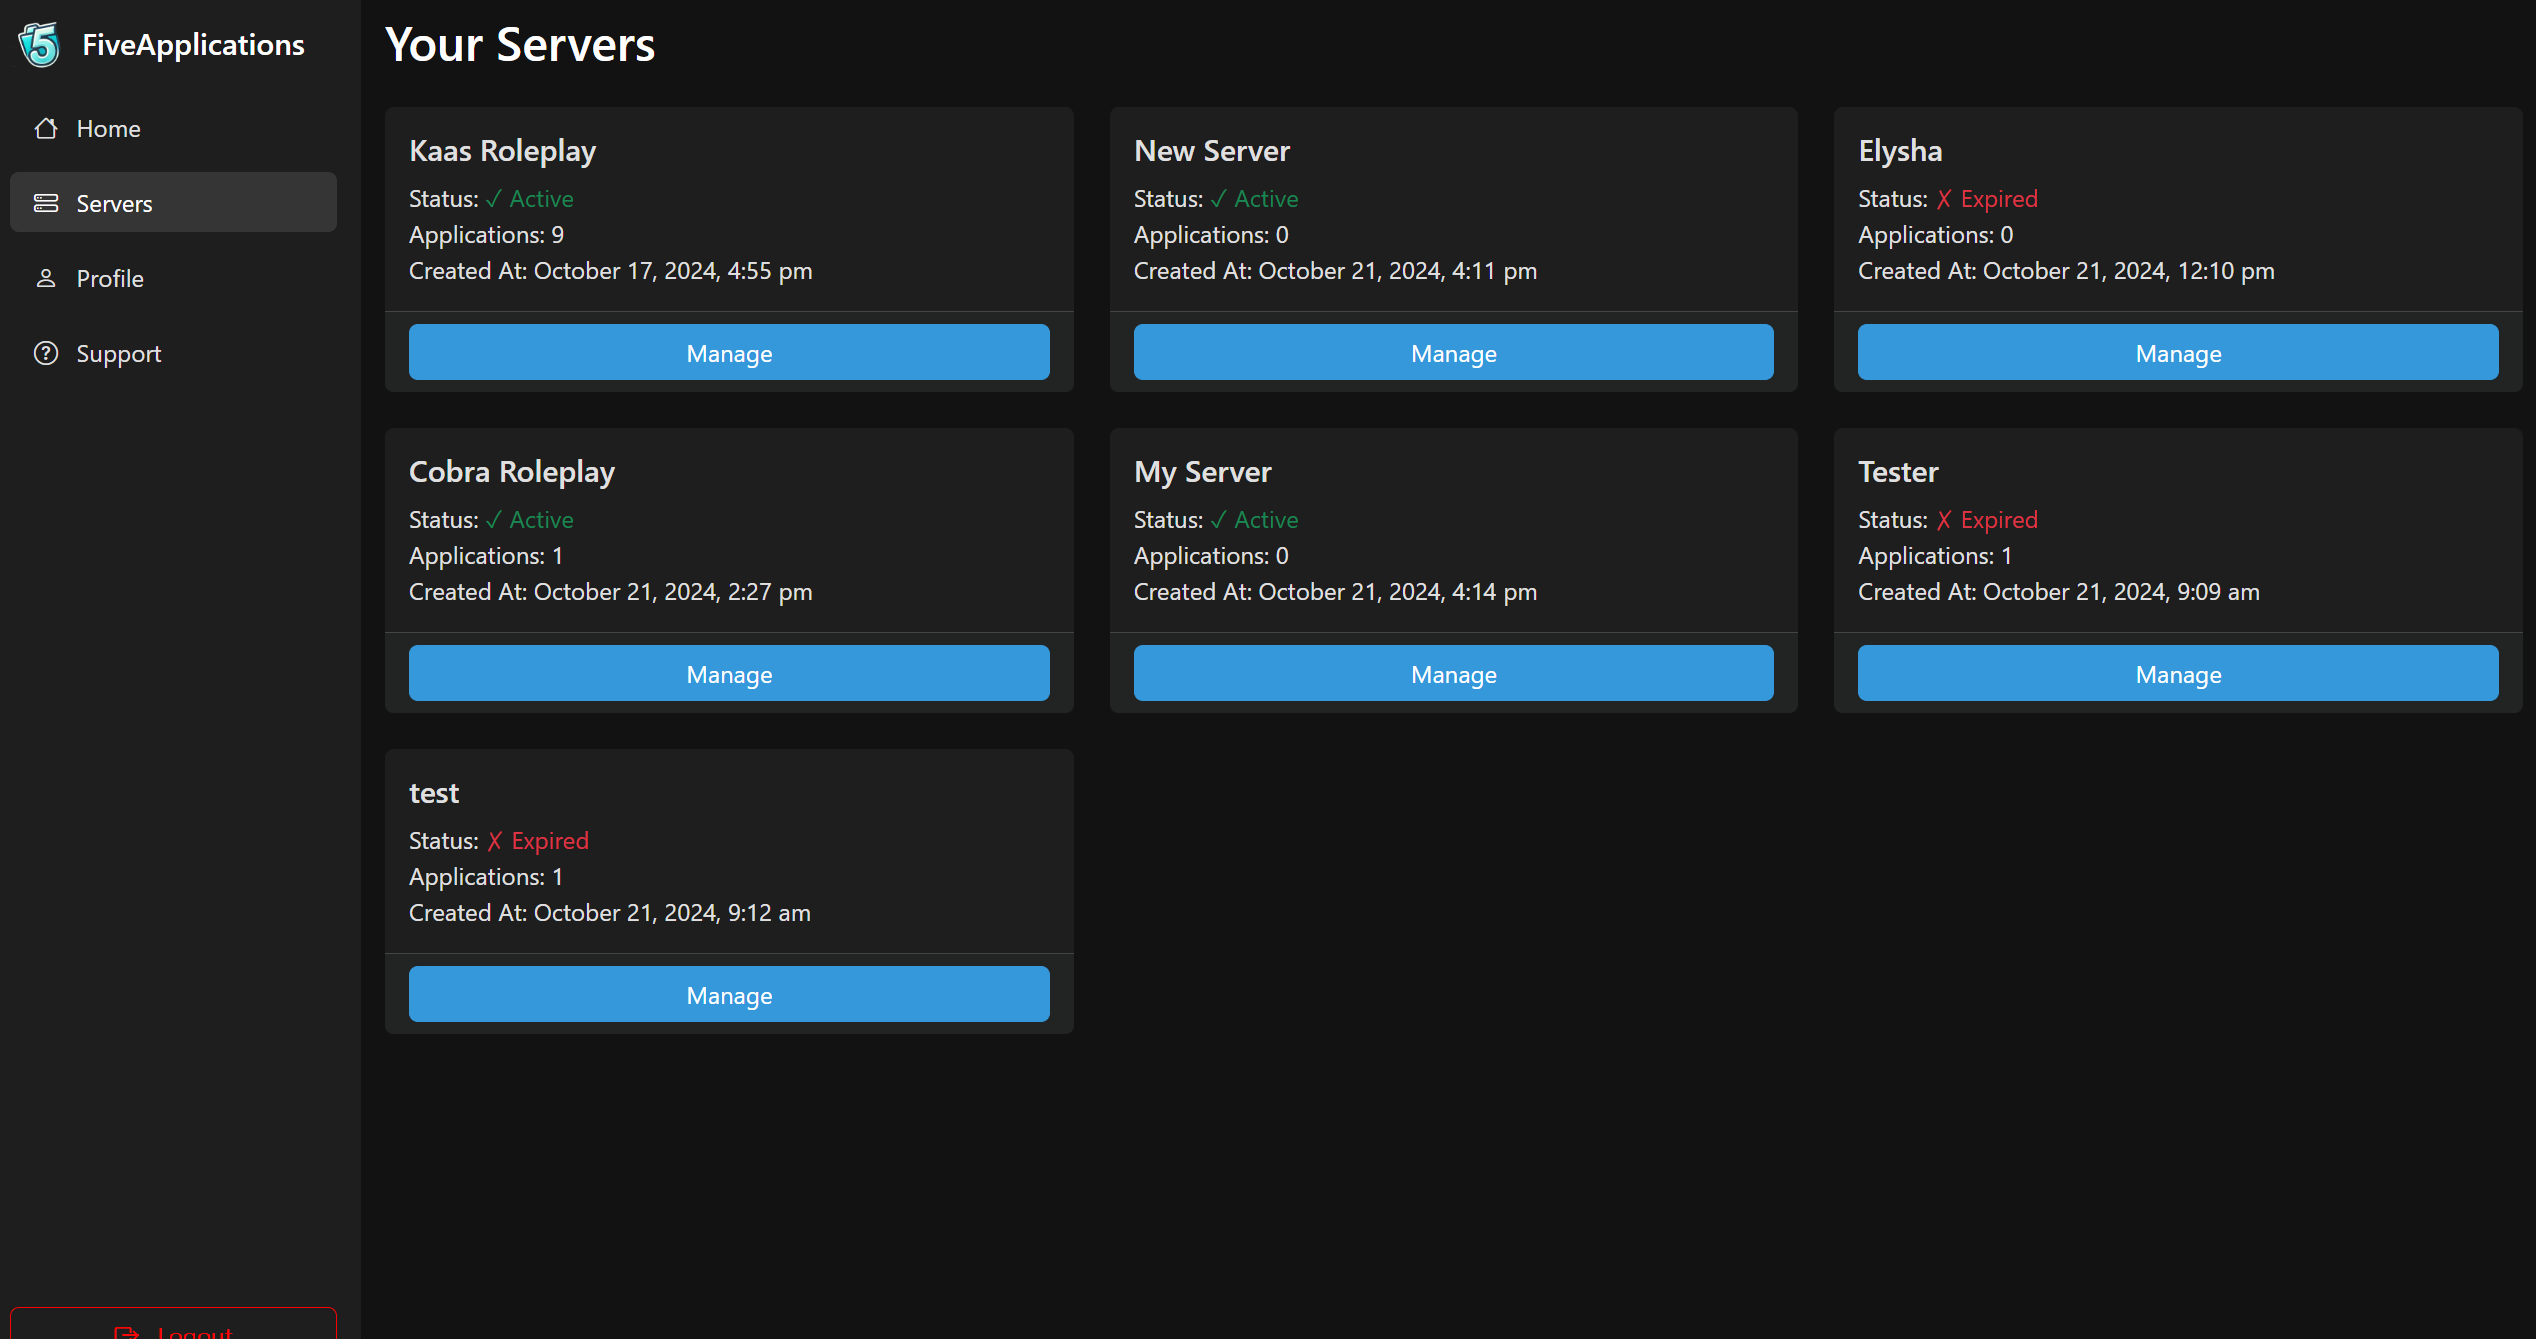 FiveApplications
Home
Servers
Profile
Support
Logout
Your Servers
Kaas Roleplay
Status: ✓ Active
Applications: 9
Created At: October 17, 2024, 4:55 pm
Manage
New Server
Status: ✓ Active
Applications: 0
Created At: October 21, 2024, 4:11 pm
Manage
Elysha
Status: ✗ Expired
Applications: 0
Created At: October 21, 2024, 12:10 pm
Manage
Cobra Roleplay
Status: ✓ Active
Applications: 1
Created At: October 21, 2024, 2:27 pm
Manage
My Server
Status: ✓ Active
Applications: 0
Created At: October 21, 2024, 4:14 pm
Manage
Tester
Status: ✗ Expired
Applications: 1
Created At: October 21, 2024, 9:09 am
Manage
test
Status: ✗ Expired
Applications: 1
Created At: October 21, 2024, 9:12 am
Manage